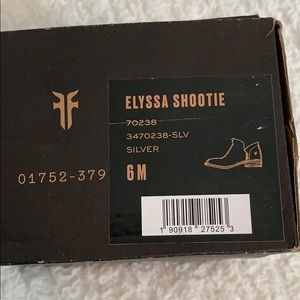 ELYSSA SHOOTIE
70238
3470238-SLV
SILVER
01752-379
6M
1 90918 27525 3